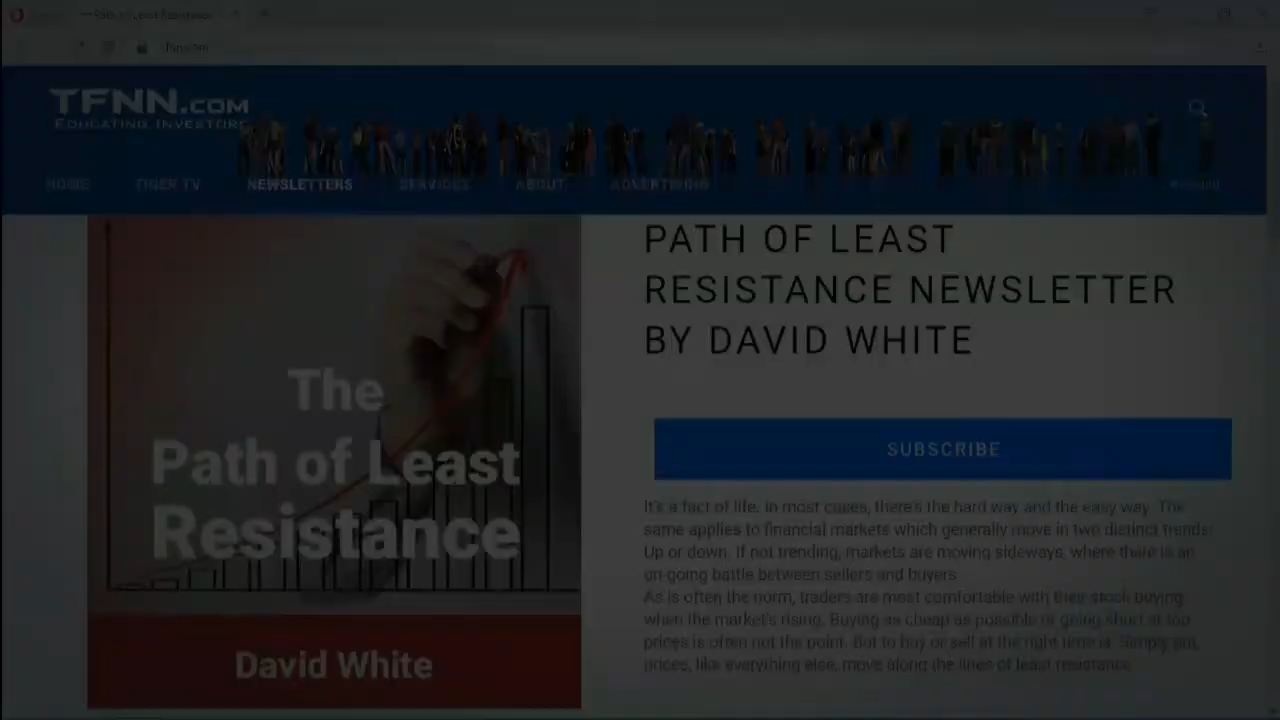 TFNN.COM
EDUCATING INVESTORS
HOME TIGER TV NEWSLETTERS SERVICES ABOUT ADVERTISING
The
Path of Least
Resistance
David White
PATH OF LEAST
RESISTANCE NEWSLETTER
BY DAVID WHITE
SUBSCRIBE
It's a fact of life. In most cases, there's the hard way and the easy way. The
same applies to financial markets which generally move in two distinct trends:
Up or down. If not trending, markets are moving sideways, where there is an
on-going battle between sellers and buyers.
As is often the norm, traders are most comfortable with their stock buying
when the market's rising. Buying as cheap as possible or going short at top
prices is often not the point. But to buy or sell at the right time is. Simply put,
prices, like everything else, move along the lines of least resistance.